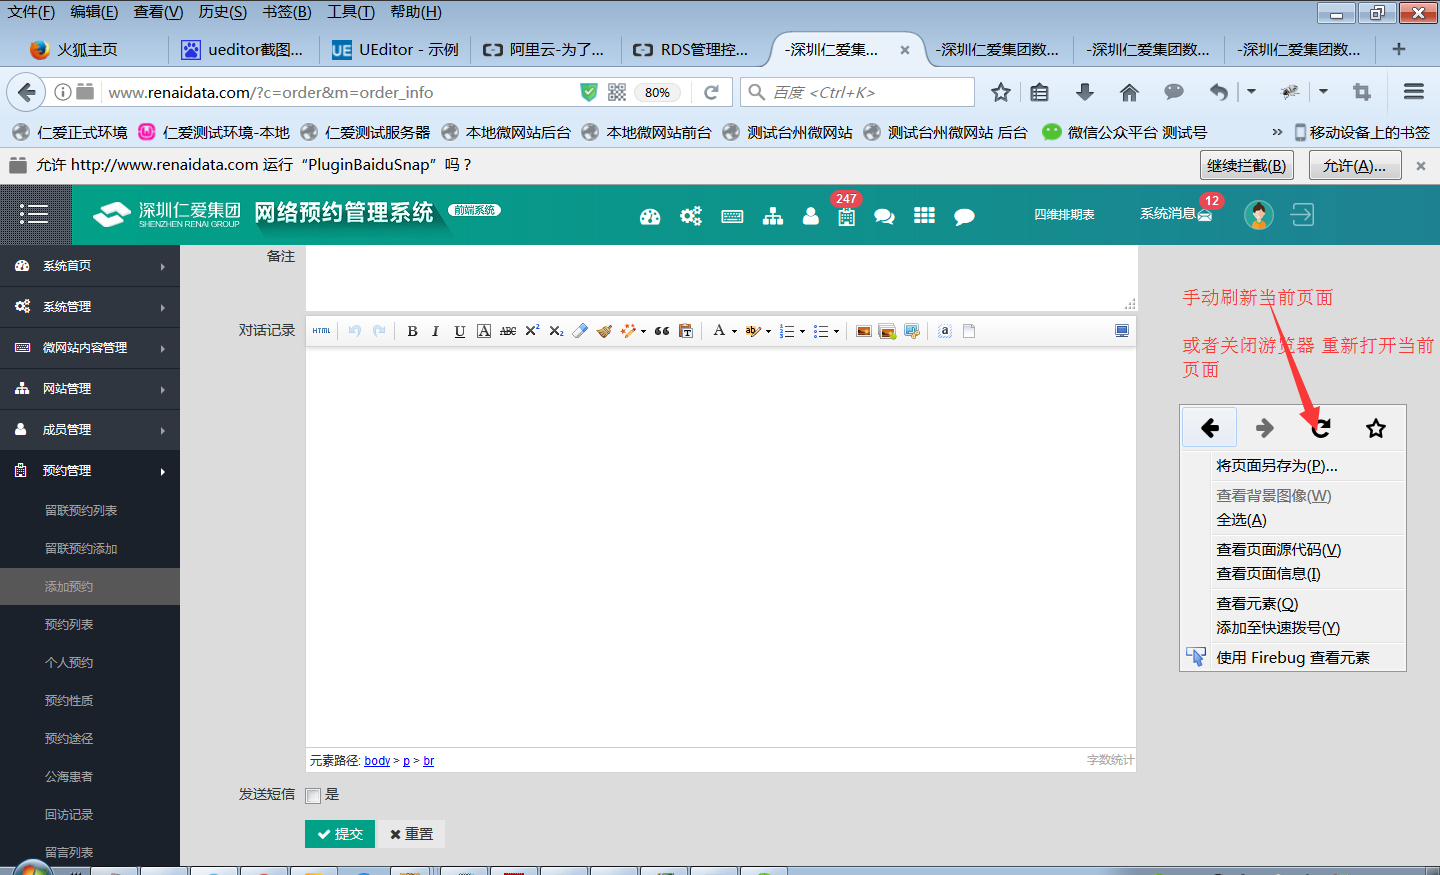 文件(F) 编辑(E) 查看(V) 历史(S) 书签(B) 工具(T) 帮助(H)
火狐主页 ueditor截图... UE UEditor - 示例 阿里云-为了... RDS管理控... -深圳仁爱集... × -深圳仁爱集团数... -深圳仁爱集团数... -深圳仁爱集团数... +
www.renaidata.com/?c=order&m=order_info 80% 百度 <Ctrl+K>
仁爱正式环境 仁爱测试环境-本地 仁爱测试服务器 本地微网站后台 本地微网站前台 测试台州微网站 测试台州微网站 后台 微信公众平台 测试号 » 移动设备上的书签
允许 http://www.renaidata.com 运行“PluginBaiduSnap”吗？ 继续拦截(B) 允许(A)... ×
深圳仁爱集团
SHENZHEN RENAI GROUP
网络预约管理系统 前端系统 247 四维排期表 系统消息 12
系统首页
系统管理
微网站内容管理
网站管理
成员管理
预约管理
留联预约列表
留联预约添加
添加预约
预约列表
个人预约
预约性质
预约途径
公海患者
回访记录
留言列表
备注
对话记录
HTML B I U A ABC X² X₂ A ab a
元素路径: body > p > br 字数统计
发送短信 是
提交 重置
手动刷新当前页面
或者关闭游览器 重新打开当前
页面
将页面另存为(P)...
查看背景图像(W)
全选(A)
查看页面源代码(V)
查看页面信息(I)
查看元素(Q)
添加至快速拨号(Y)
使用 Firebug 查看元素